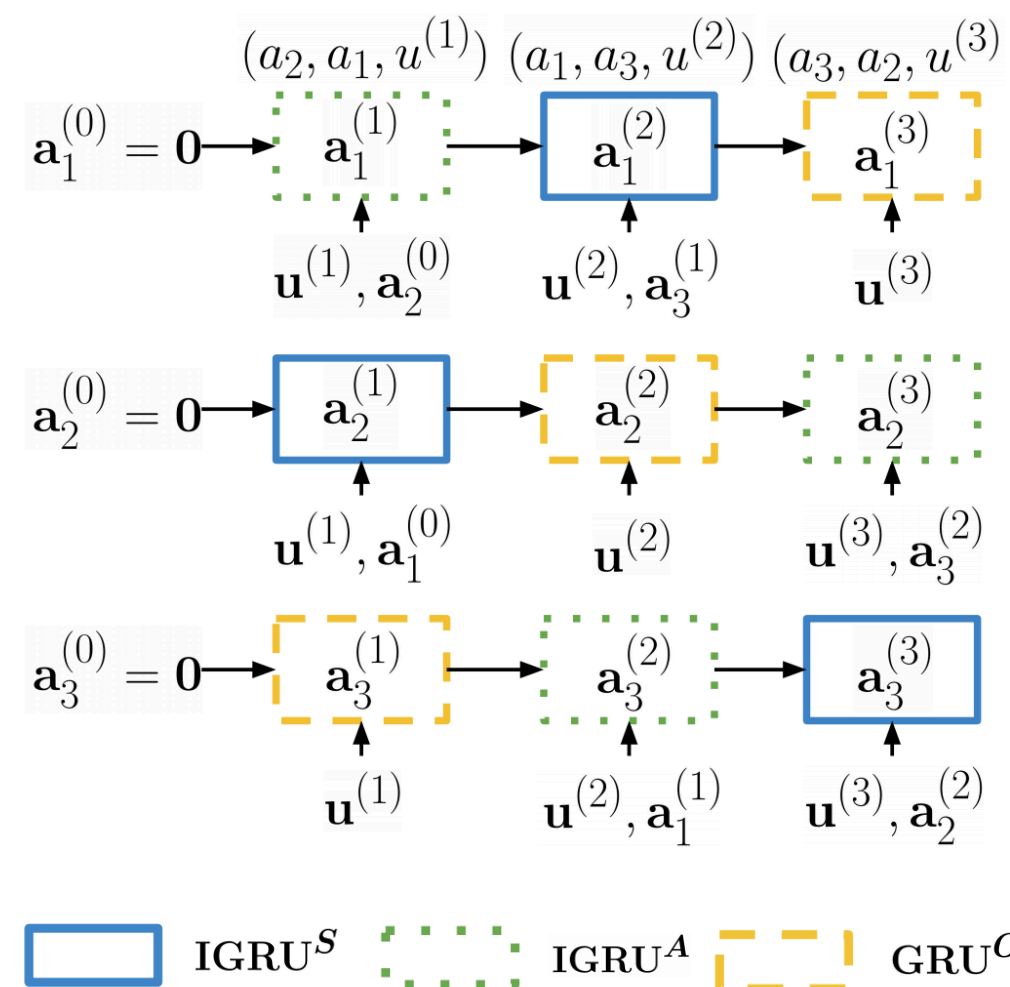 (a₂, a₁, u⁽¹⁾) (a₁, a₃, u⁽²⁾) (a₃, a₂, u⁽³⁾)
a₁⁽⁰⁾ = 0 a₁⁽¹⁾ a₁⁽²⁾ a₁⁽³⁾
u⁽¹⁾, a₂⁽⁰⁾ u⁽²⁾, a₃⁽¹⁾ u⁽³⁾
a₂⁽⁰⁾ = 0 a₂⁽¹⁾ a₂⁽²⁾ a₂⁽³⁾
u⁽¹⁾, a₁⁽⁰⁾ u⁽²⁾ u⁽³⁾, a₃⁽²⁾
a₃⁽⁰⁾ = 0 a₃⁽¹⁾ a₃⁽²⁾ a₃⁽³⁾
u⁽¹⁾ u⁽²⁾, a₁⁽¹⁾ u⁽³⁾, a₂⁽²⁾
IGRU^S IGRU^A GRU